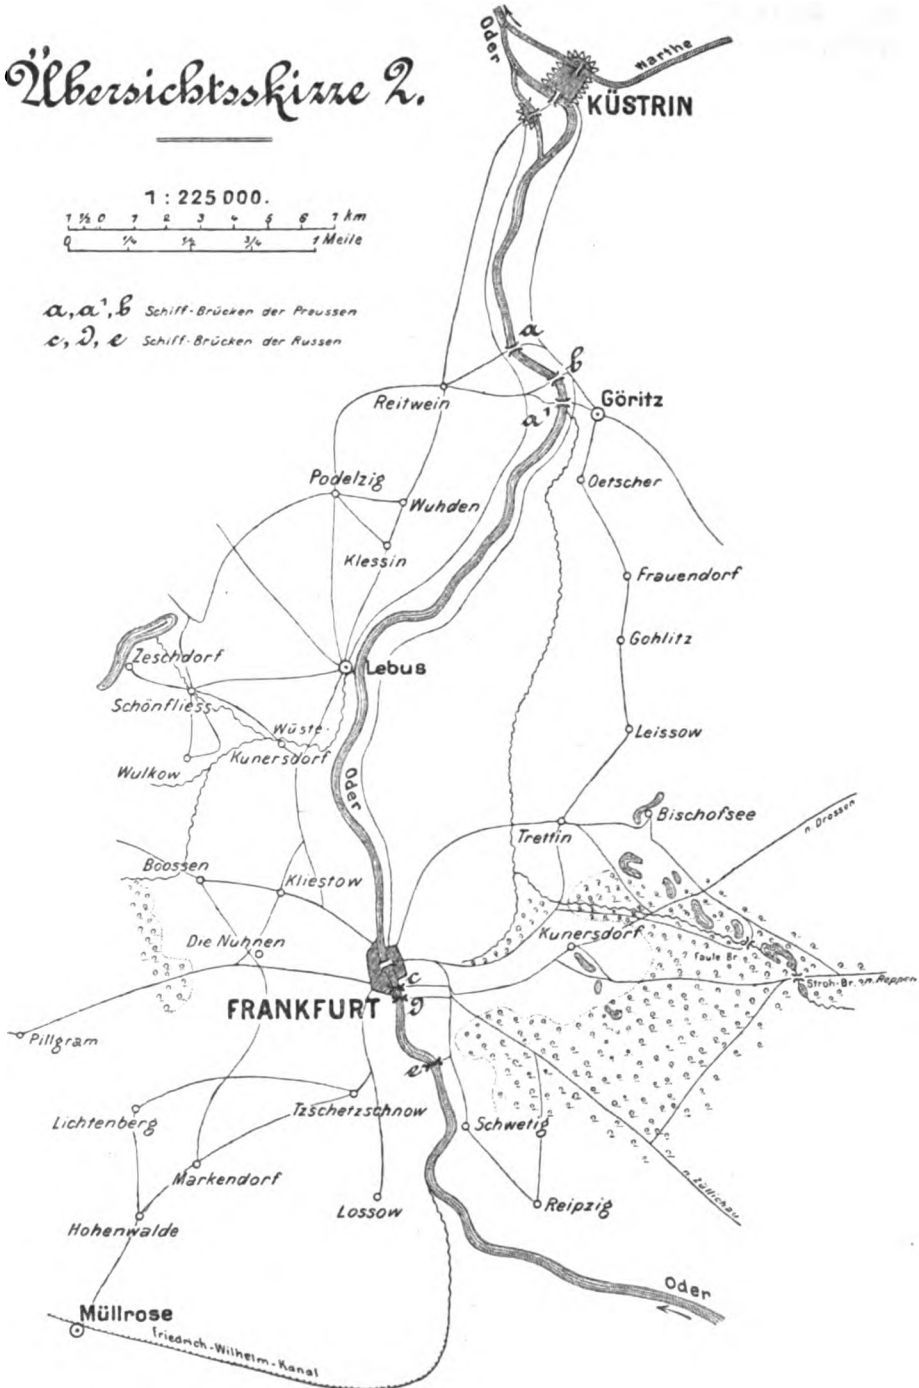 Übersichtsskizze 2.
1 : 225 000.
1 ½ 0 1 2 3 4 5 6 7 km
0 1/4 1/2 3/4 1 Meile
a, a¹, b Schiff-Brücken der Preussen
c, d, e Schiff-Brücken der Russen
Oder
Warthe
KÜSTRIN
a
b
Reitwein
a¹
Göritz
Podelzig
Oetscher
Wuhden
Klessin
Frauendorf
Gohlitz
Zeschdorf
Lebus
Schönfliess
Wüste-
Kunersdorf
Leissow
Wulkow
Oder
Bischofsee
n. Drossen
Trettin
Boossen
Kliestow
Die Nuhnen
Kunersdorf
Faule Br.
c
Stroh-Br. n. Reppen
FRANKFURT
d
Pillgram
e
Tzschetzschnow
Lichtenberg
Schwetig
Markendorf
n. Züllichau
Lossow
Reipzig
Hohenwalde
Oder
Müllrose
Friedrich-Wilhelm-Kanal